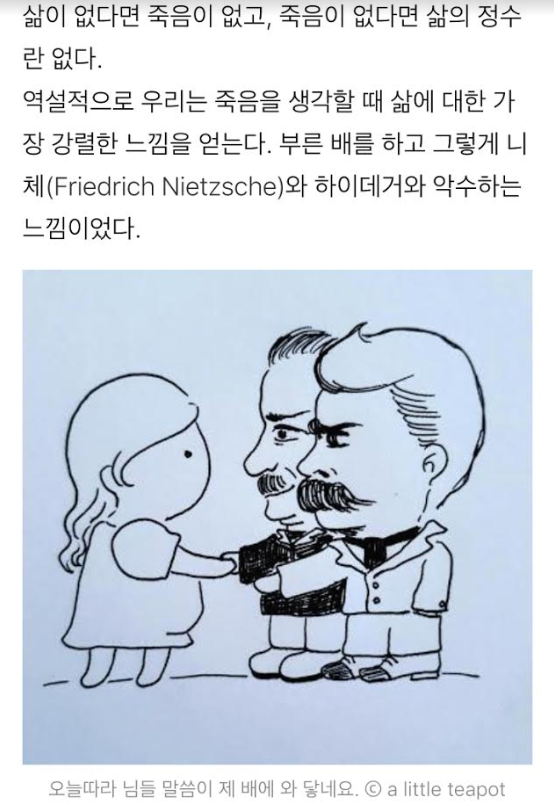 삶이 없다면 죽음이 없고, 죽음이 없다면 삶의 정수
란 없다.
역설적으로 우리는 죽음을 생각할 때 삶에 대한 가
장 강렬한 느낌을 얻는다. 부른 배를 하고 그렇게 니
체(Friedrich Nietzsche)와 하이데거와 악수하는
느낌이었다.
오늘따라 님들 말씀이 제 배에 와 닿네요. © a little teapot